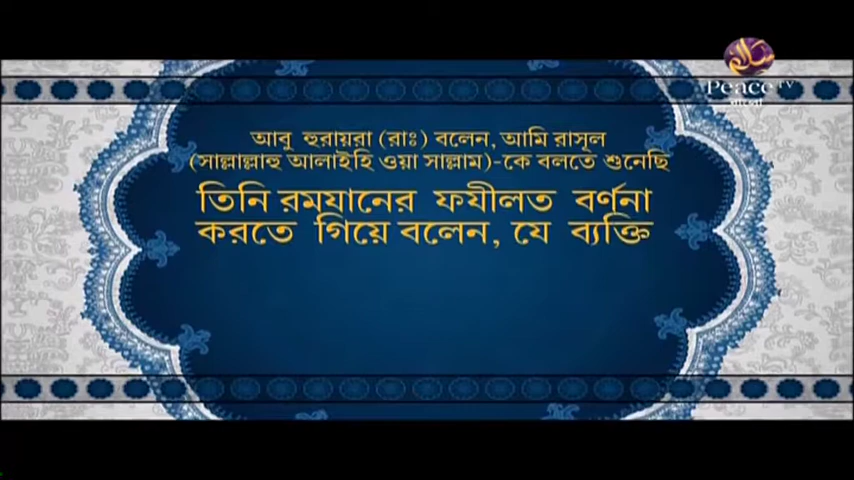 Peace TV
বাংলা
আবু হুরায়রা (রাঃ) বলেন, আমি রাসূল
(সাল্লাল্লাহু আলাইহি ওয়া সাল্লাম)-কে বলতে শুনেছি
তিনি রমযানের ফযীলত বর্ণনা
করতে গিয়ে বলেন, যে ব্যক্তি